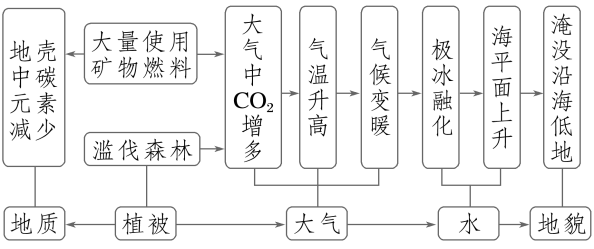 地壳
中碳
元素
减少
大量使用
矿物燃料
滥伐森林
大气中CO₂增多
气温升高
气候变暖
极冰融化
海平面上升
淹没沿海低地
地质
植被
大气
水
地貌